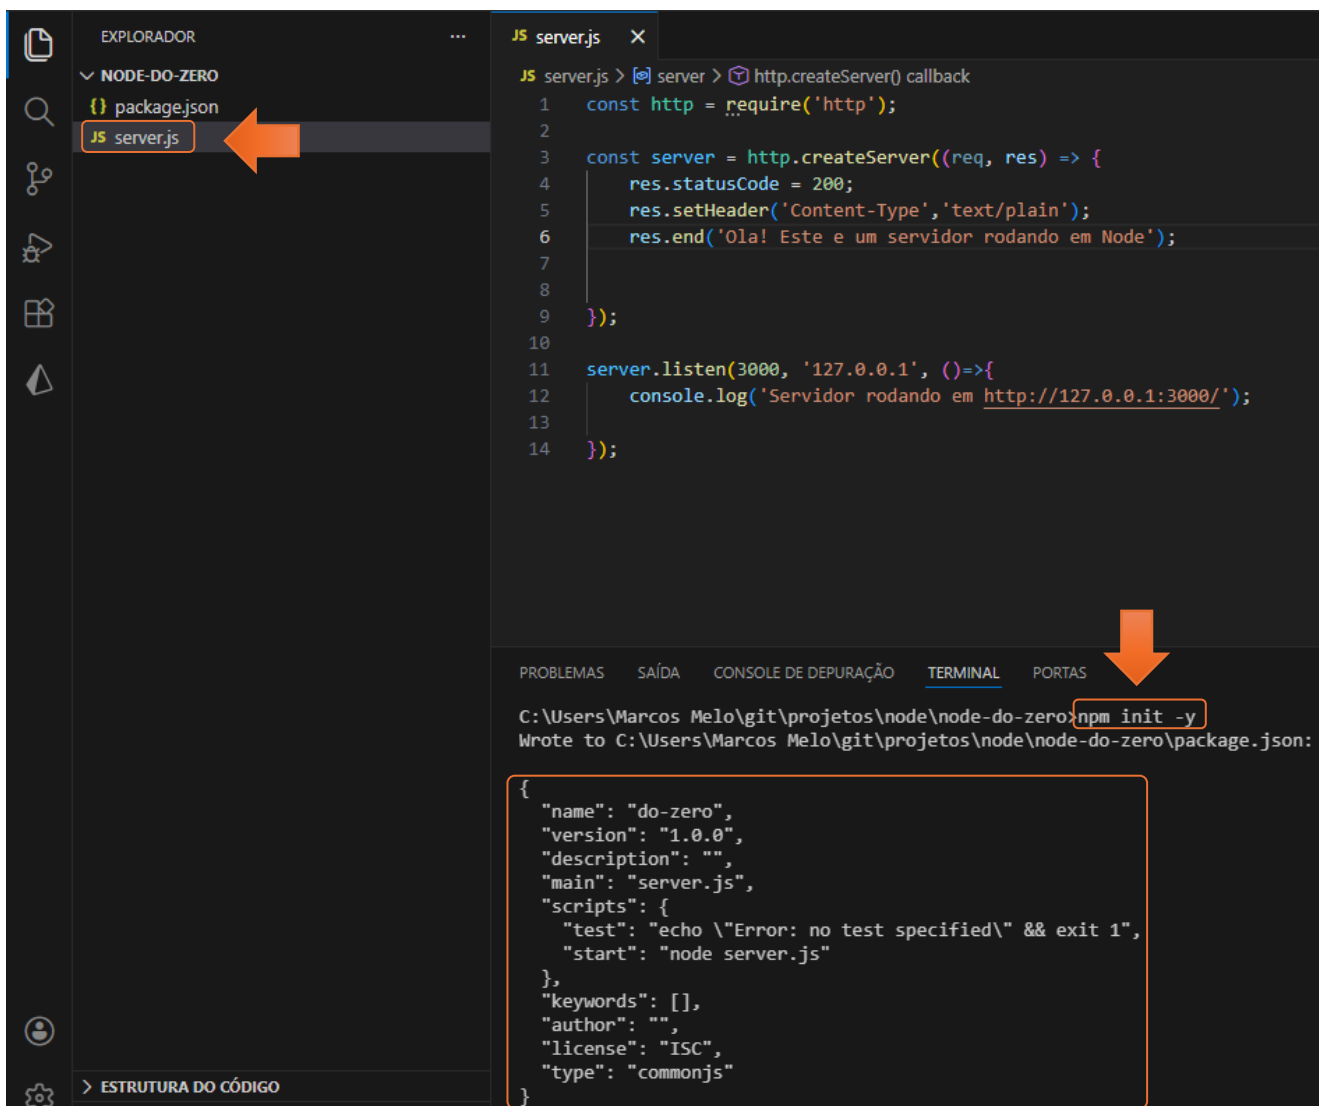 EXPLORADOR ...
NODE-DO-ZERO
{} package.json
JS server.js
ESTRUTURA DO CÓDIGO
JS server.js
JS server.js > server > http.createServer() callback
1 const http = require('http');
2
3 const server = http.createServer((req, res) => {
4 res.statusCode = 200;
5 res.setHeader('Content-Type','text/plain');
6 res.end('Ola! Este e um servidor rodando em Node');
7
8
9 });
10
11 server.listen(3000, '127.0.0.1', ()=>{
12 console.log('Servidor rodando em http://127.0.0.1:3000/');
13
14 });
PROBLEMAS SAÍDA CONSOLE DE DEPURAÇÃO TERMINAL PORTAS
C:\Users\Marcos Melo\git\projetos\node\node-do-zero>npm init -y
Wrote to C:\Users\Marcos Melo\git\projetos\node\node-do-zero\package.json:
{
"name": "do-zero",
"version": "1.0.0",
"description": "",
"main": "server.js",
"scripts": {
"test": "echo \"Error: no test specified\" && exit 1",
"start": "node server.js"
},
"keywords": [],
"author": "",
"license": "ISC",
"type": "commonjs"
}